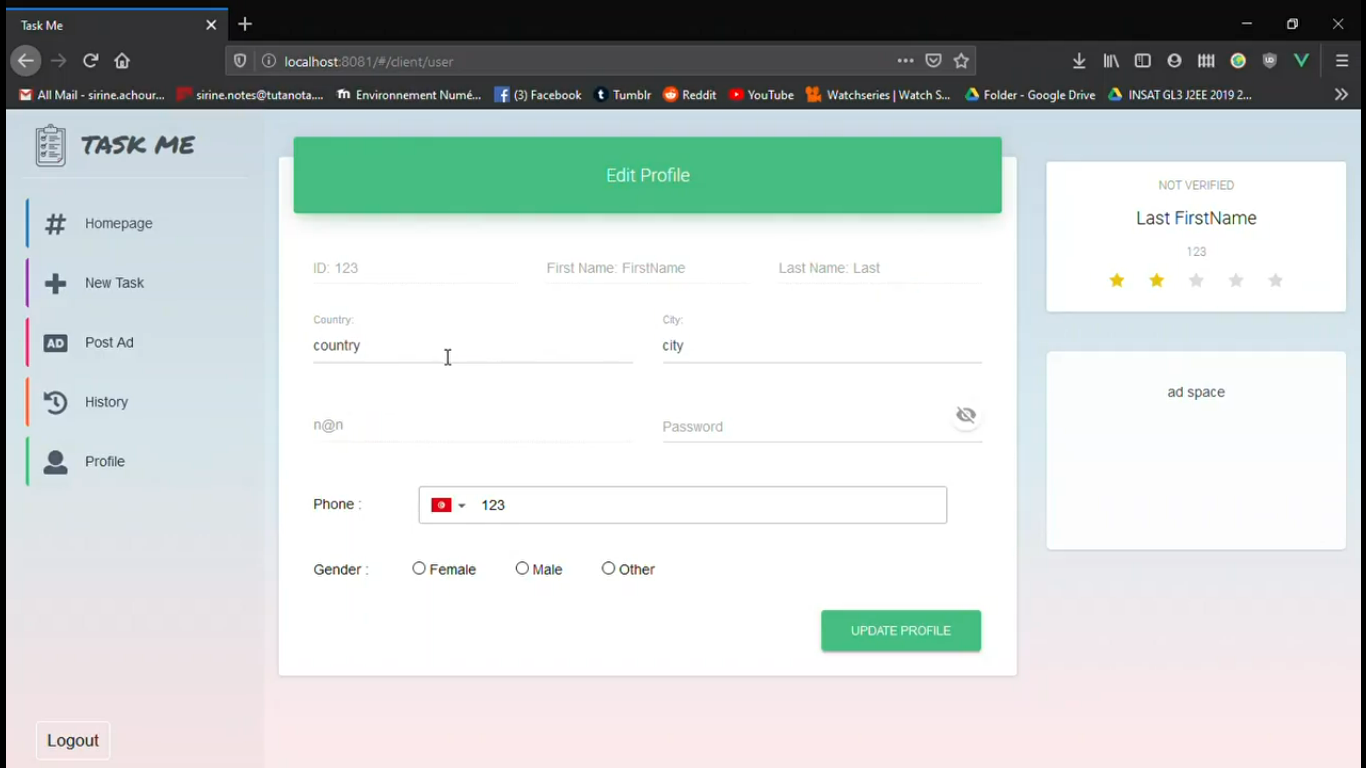 Task Me
localhost:8081/#/client/user
All Mail - sirine.achour...
sirine.notes@tutanota....
Environnement Numé...
(3) Facebook
Tumblr
Reddit
YouTube
Watchseries | Watch S...
Folder - Google Drive
INSAT GL3 J2EE 2019 2...
TASK ME
Homepage
New Task
AD Post Ad
History
Profile
Logout
Edit Profile
ID: 123
First Name: FirstName
Last Name: Last
Country:
country
City:
city
n@n
Password
Phone :
123
Gender :
Female
Male
Other
UPDATE PROFILE
NOT VERIFIED
Last FirstName
123
ad space